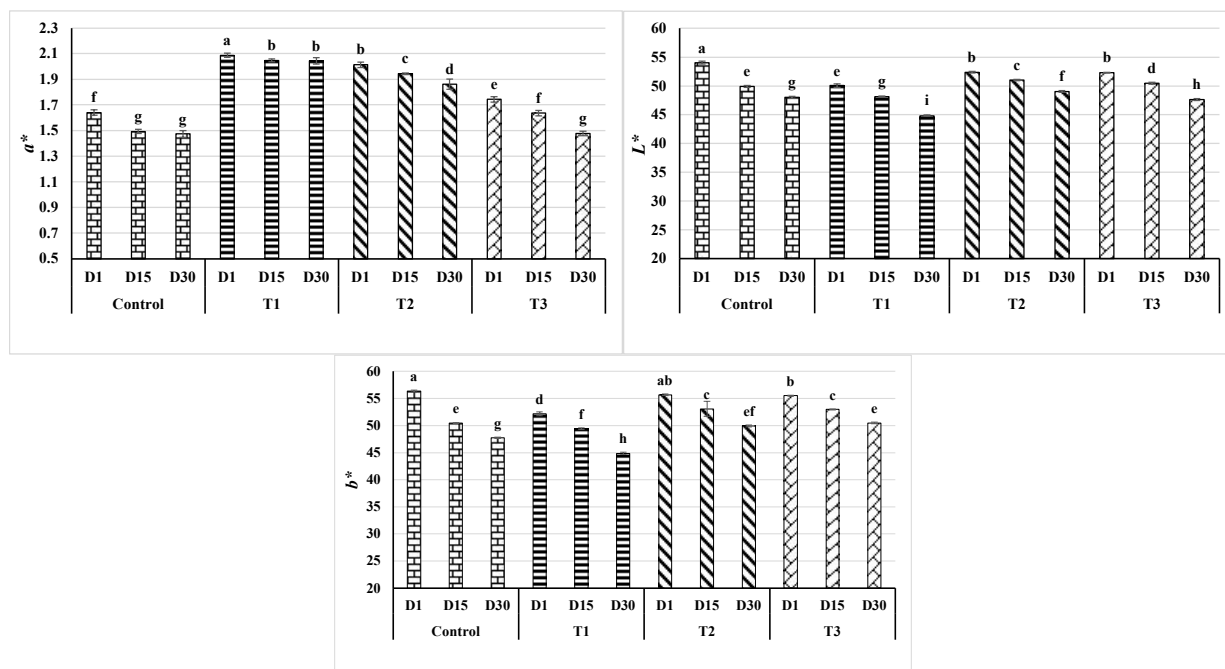 a*
2.3
2.1
1.9
1.7
1.5
1.3
1.1
0.9
0.7
0.5
f g g a b b b c d e f g
D1 D15 D30 D1 D15 D30 D1 D15 D30 D1 D15 D30
Control T1 T2 T3
L*
60
55
50
45
40
35
30
25
20
a e g e g i b c f b d h
D1 D15 D30 D1 D15 D30 D1 D15 D30 D1 D15 D30
Control T1 T2 T3
b*
60
55
50
45
40
35
30
25
20
a e g d f h ab c ef b c e
D1 D15 D30 D1 D15 D30 D1 D15 D30 D1 D15 D30
Control T1 T2 T3